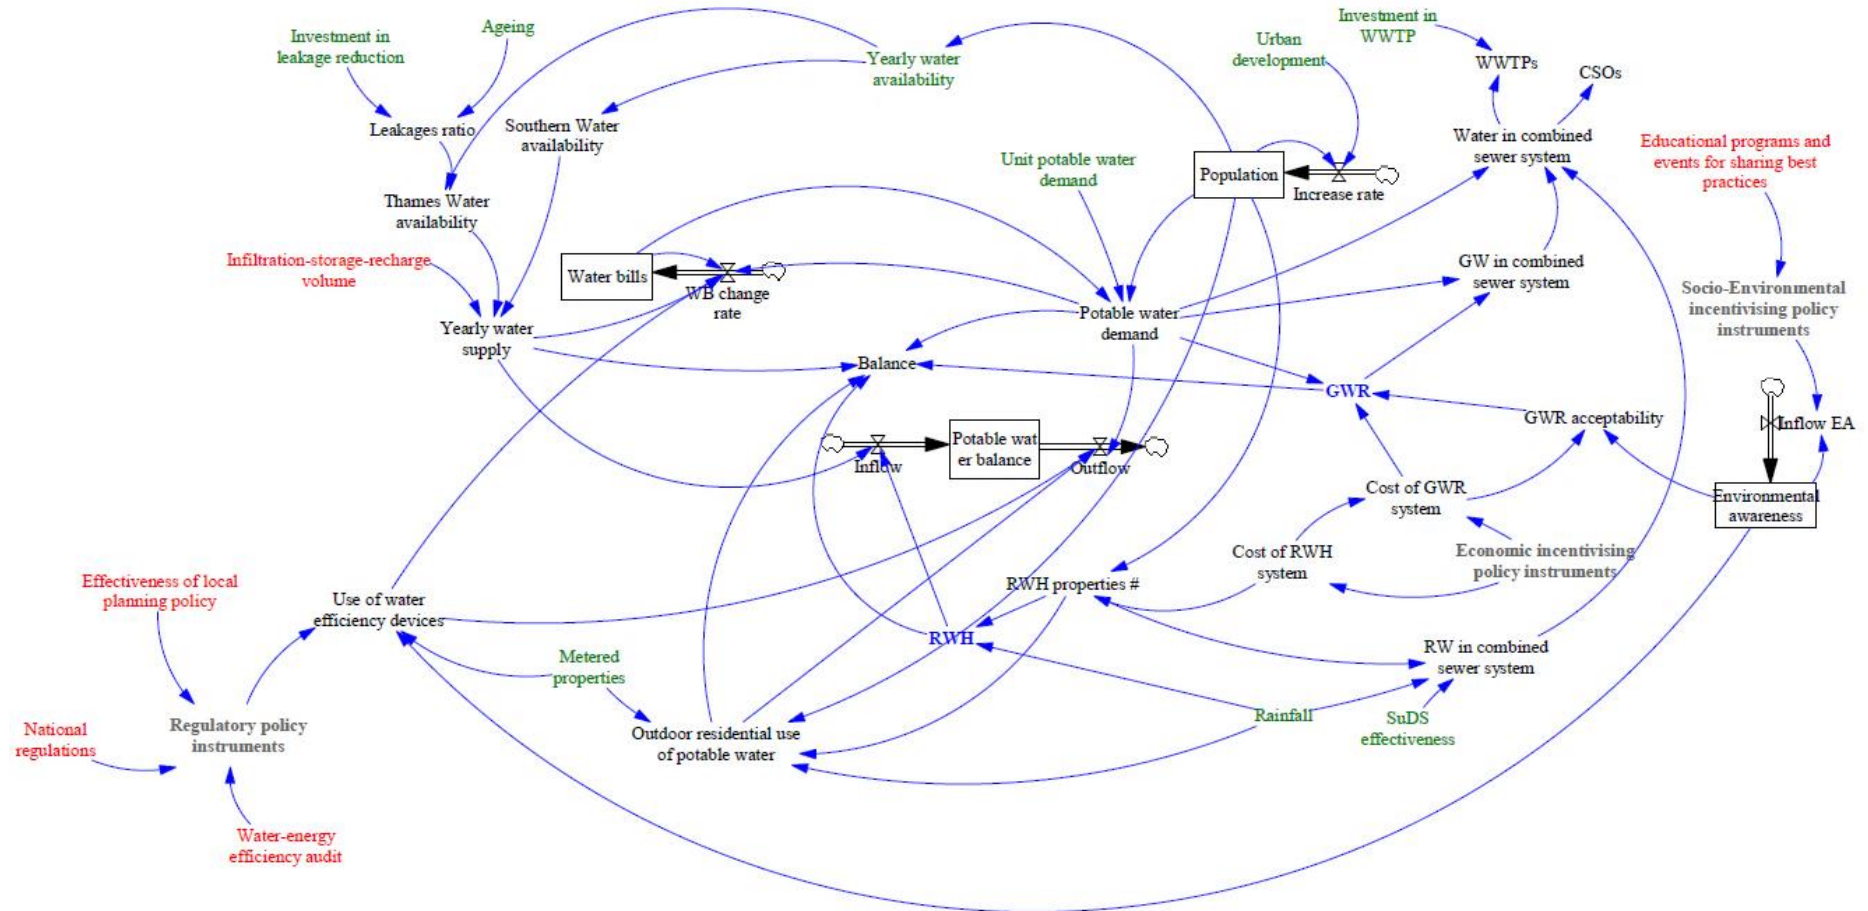 Investment in
leakage reduction
Ageing
Yearly water
availability
Urban
development
Investment in
WWTP
WWTPs
CSOs
Leakages ratio
Southern Water
availability
Water in combined
sewer system
Educational programs and
events for sharing best
practices
Unit potable water
demand
Population
Increase rate
Thames Water
availability
Infiltration-storage-recharge
volume
Water bills
WB change
rate
GW in combined
sewer system
Socio-Environmental
incentivising policy
instruments
Yearly water
supply
Potable water
demand
Balance
GWR
GWR acceptability
Inflow EA
Inflow
Potable wat
er balance
Outflow
Cost of GWR
system
Environmental
awareness
Cost of RWH
system
Economic incentivising
policy instruments
Effectiveness of local
planning policy
Use of water
efficiency devices
RWH properties #
RWH
RW in combined
sewer system
Metered
properties
Rainfall
SuDS
effectiveness
National
regulations
Regulatory policy
instruments
Outdoor residential use
of potable water
Water-energy
efficiency audit